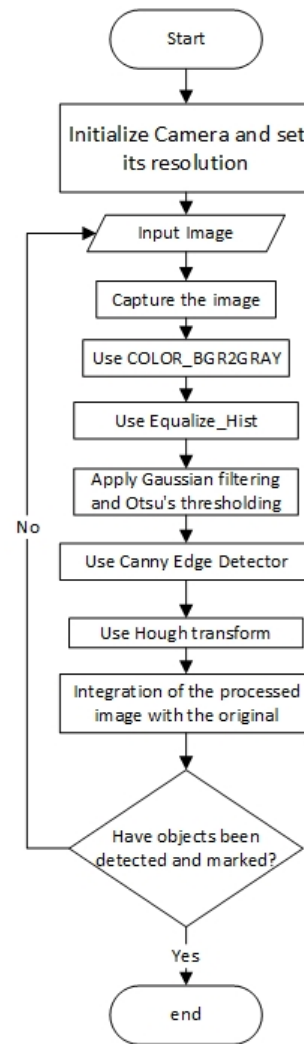 Start
Initialize Camera and set
its resolution
Input Image
Capture the image
Use COLOR_BGR2GRAY
Use Equalize_Hist
Apply Gaussian filtering
and Otsu's thresholding
No
Use Canny Edge Detector
Use Hough transform
Integration of the processed
image with the original
Have objects been
detected and marked?
Yes
end